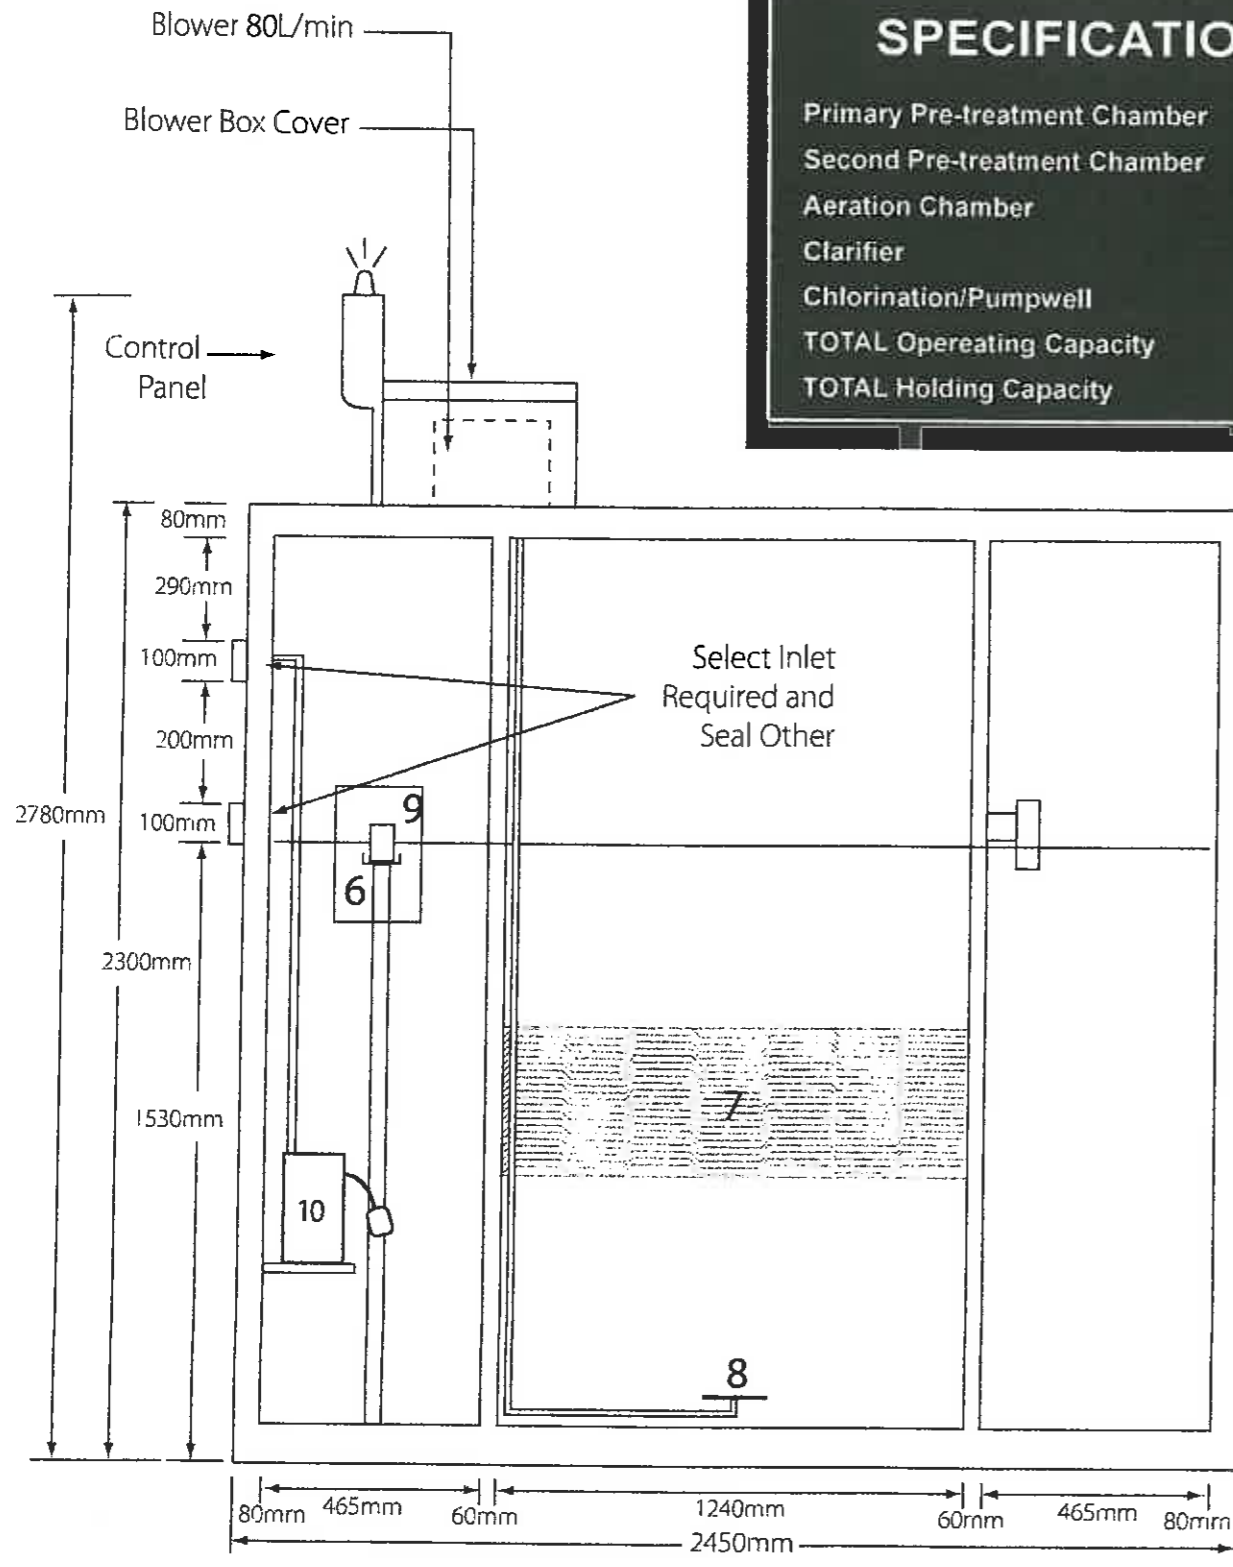 Blower 80L/min
Blower Box Cover
Control
Panel
SPECIFICATIO
Primary Pre-treatment Chamber
Second Pre-treatment Chamber
Aeration Chamber
Clarifier
Chlorination/Pumpwell
TOTAL Opereating Capacity
TOTAL Holding Capacity
80mm
290mm
100mm
200mm
100mm
2780mm
2300mm
1530mm
Select Inlet
Required and
Seal Other
9
6
7
10
8
80mm
465mm
60mm
1240mm
60mm
465mm
80mm
2450mm